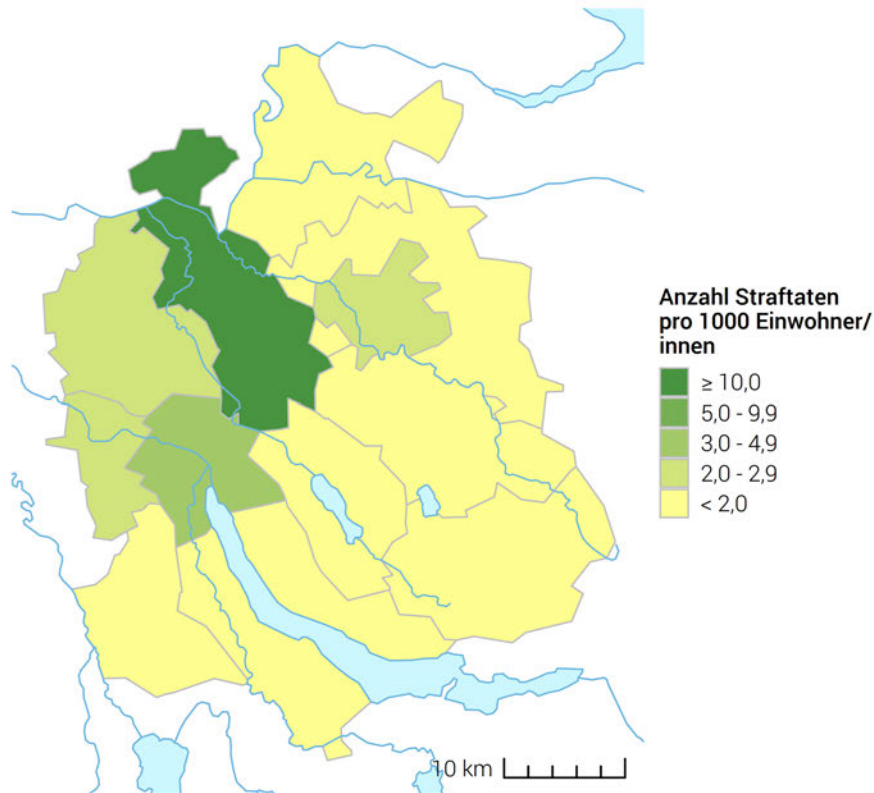 Anzahl Straftaten
pro 1000 Einwohner/
innen
≥ 10,0
5,0 - 9,9
3,0 - 4,9
2,0 - 2,9
< 2,0
10 km